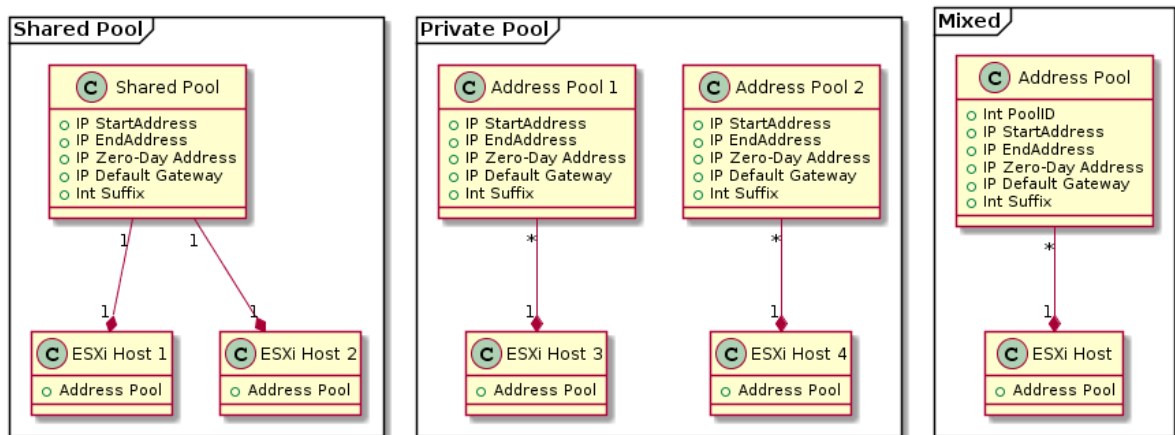 Shared Pool
C Shared Pool
IP StartAddress
IP EndAddress
IP Zero-Day Address
IP Default Gateway
Int Suffix
1
1
1
1
C ESXi Host 1
Address Pool
C ESXi Host 2
Address Pool
Private Pool
C Address Pool 1
IP StartAddress
IP EndAddress
IP Zero-Day Address
IP Default Gateway
Int Suffix
*
1
C ESXi Host 3
Address Pool
C Address Pool 2
IP StartAddress
IP EndAddress
IP Zero-Day Address
IP Default Gateway
Int Suffix
*
1
C ESXi Host 4
Address Pool
Mixed
C Address Pool
Int PoolID
IP StartAddress
IP EndAddress
IP Zero-Day Address
IP Default Gateway
Int Suffix
*
1
C ESXi Host
Address Pool